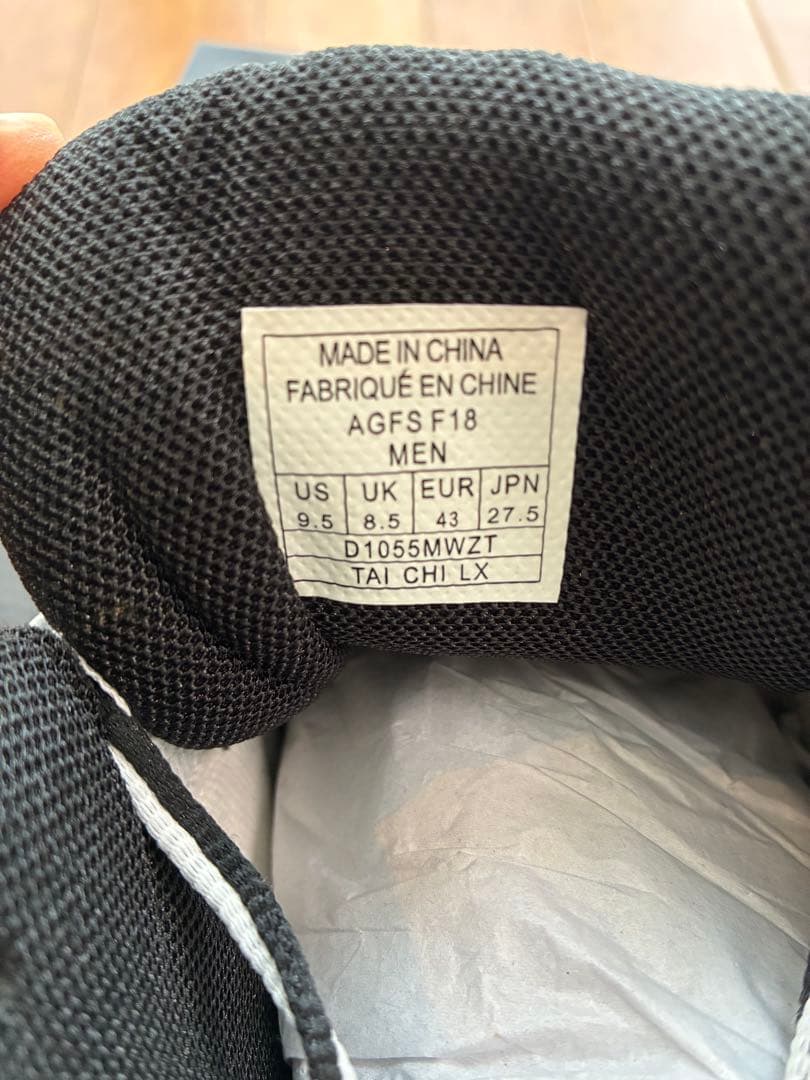 MADE IN CHINA
FABRIQUÉ EN CHINE
AGFS F18
MEN
US UK EUR JPN
9.5 8.5 43 27.5
D1055MWZT
TAI CHI LX